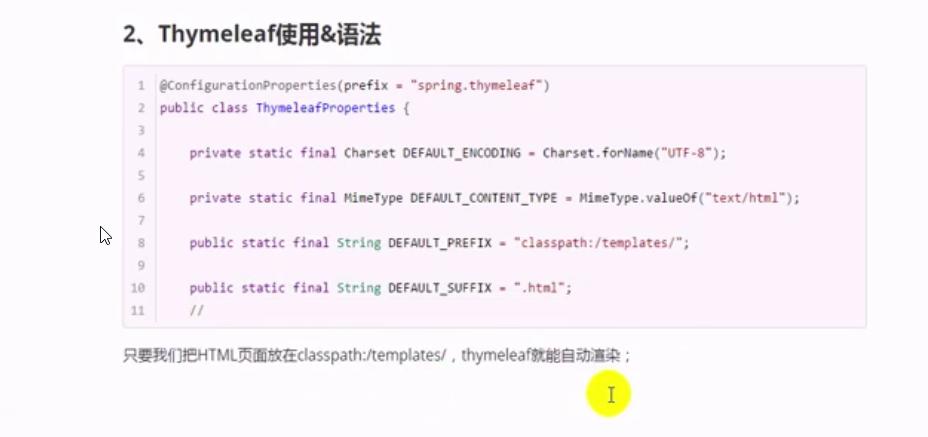 2、Thymeleaf使用&语法
1 @ConfigurationProperties(prefix = "spring.thymeleaf")
2 public class ThymeleafProperties {
3
4 private static final Charset DEFAULT_ENCODING = Charset.forName("UTF-8");
5
6 private static final MimeType DEFAULT_CONTENT_TYPE = MimeType.valueOf("text/html");
7
8 public static final String DEFAULT_PREFIX = "classpath:/templates/";
9
10 public static final String DEFAULT_SUFFIX = ".html";
11 //
只要我们把HTML页面放在classpath:/templates/，thymeleaf就能自动渲染；